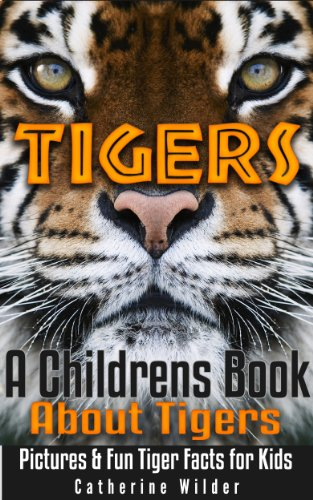 TIGERS
A Childrens Book
About Tigers
Pictures & Fun Tiger Facts for Kids
Catherine Wilder